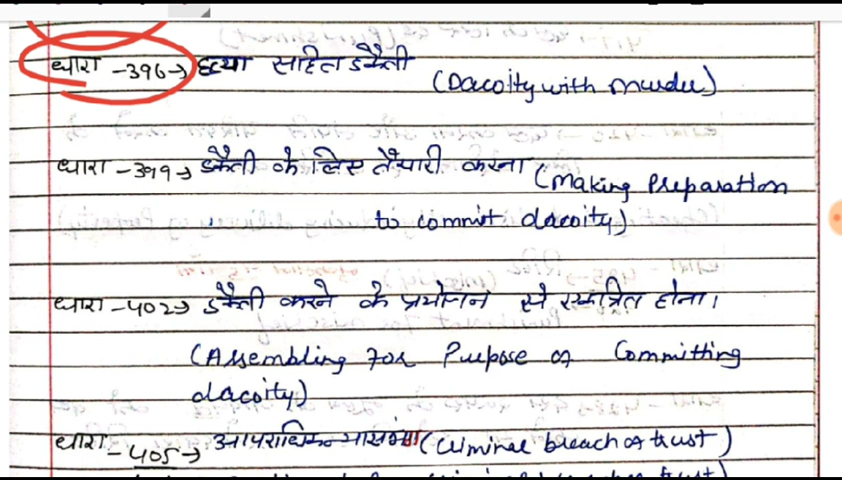 धारा -396→ हत्या सहित डकैती
(Dacoity with murder)
धारा -399→ डकैती के लिए तैयारी करना (Making Preparation
to commit dacoity)
धारा -402→ डकैती करने के प्रयोजन से एकत्रित होना।
(Assembling For Purpose of Committing
dacoity)
धारा -405→ आपराधिक न्यासभंग (Criminal breach of trust)